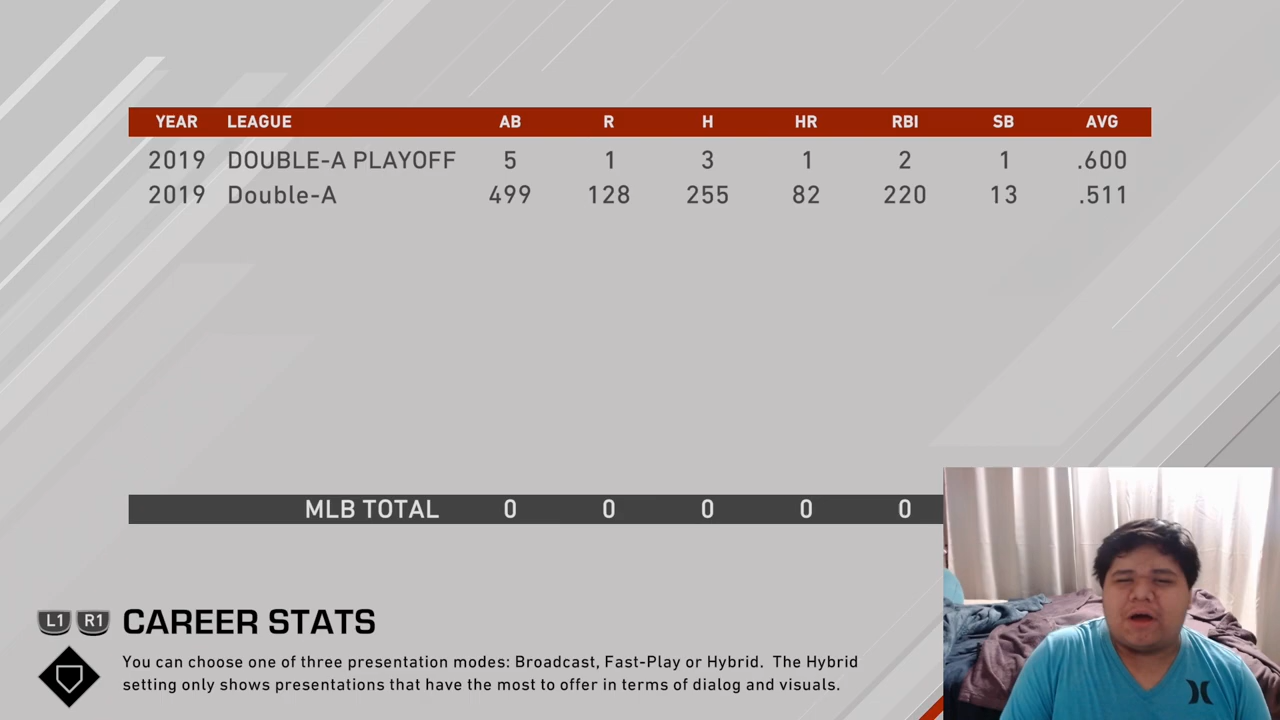 YEAR LEAGUE AB R H HR RBI SB AVG
2019 DOUBLE-A PLAYOFF 5 1 3 1 2 1 .600
2019 Double-A 499 128 255 82 220 13 .511
MLB TOTAL 0 0 0 0 0
L1 R1 CAREER STATS
You can choose one of three presentation modes: Broadcast, Fast-Play or Hybrid. The Hybrid
setting only shows presentations that have the most to offer in terms of dialog and visuals.